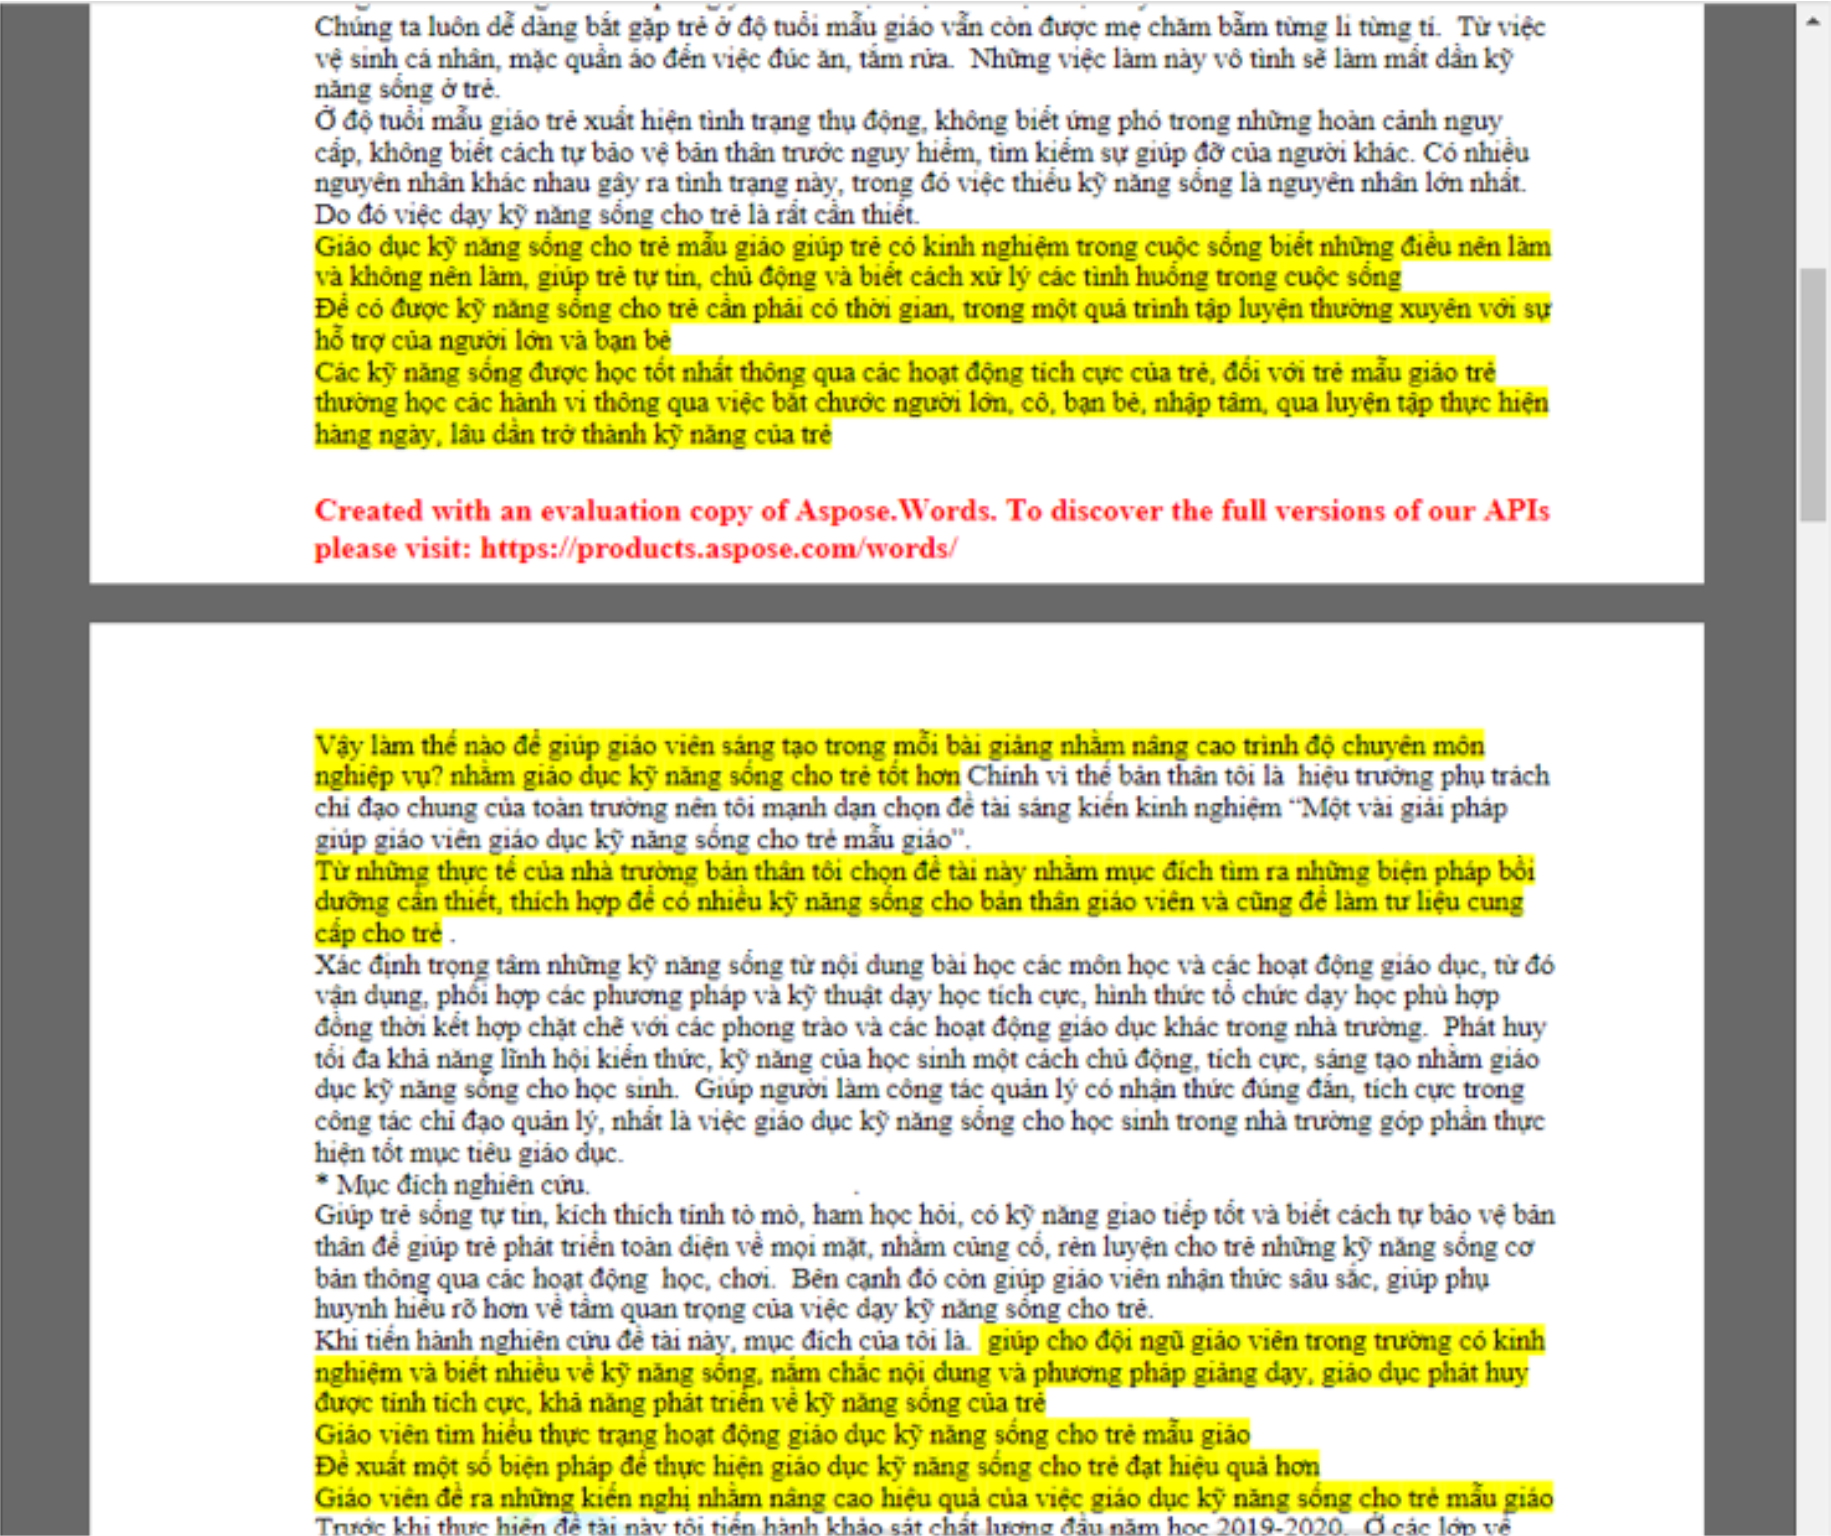 Chúng ta luôn dễ dàng bắt gặp trẻ ở độ tuổi mẫu giáo vẫn còn được mẹ chăm bẵm từng li từng tí.  Từ việc
vệ sinh cá nhân, mặc quần áo đến việc đúc ăn, tắm rửa.  Những việc làm này vô tình sẽ làm mất dần kỹ
năng sống ở trẻ.
Ở độ tuổi mẫu giáo trẻ xuất hiện tình trạng thụ động, không biết ứng phó trong những hoàn cảnh nguy
cấp, không biết cách tự bảo vệ bản thân trước nguy hiểm, tìm kiếm sự giúp đỡ của người khác. Có nhiều
nguyên nhân khác nhau gây ra tình trạng này, trong đó việc thiếu kỹ năng sống là nguyên nhân lớn nhất.
Do đó việc dạy kỹ năng sống cho trẻ là rất cần thiết.
Giáo dục kỹ năng sống cho trẻ mẫu giáo giúp trẻ có kinh nghiệm trong cuộc sống biết những điều nên làm
và không nên làm, giúp trẻ tự tin, chủ động và biết cách xử lý các tình huống trong cuộc sống
Để có được kỹ năng sống cho trẻ cần phải có thời gian, trong một quá trình tập luyện thường xuyên với sự
hỗ trợ của người lớn và bạn bè
Các kỹ năng sống được học tốt nhất thông qua các hoạt động tích cực của trẻ, đối với trẻ mẫu giáo trẻ
thường học các hành vi thông qua việc bắt chước người lớn, cô, bạn bè, nhập tâm, qua luyện tập thực hiện
hàng ngày, lâu dần trở thành kỹ năng của trẻ
Created with an evaluation copy of Aspose.Words. To discover the full versions of our APIs
please visit: https://products.aspose.com/words/
Vậy làm thế nào để giúp giáo viên sáng tạo trong mỗi bài giảng nhằm nâng cao trình độ chuyên môn
nghiệp vụ? nhằm giáo dục kỹ năng sống cho trẻ tốt hơn Chính vì thế bản thân tôi là  hiệu trưởng phụ trách
chỉ đạo chung của toàn trường nên tôi mạnh dạn chọn đề tài sáng kiến kinh nghiệm “Một vài giải pháp
giúp giáo viên giáo dục kỹ năng sống cho trẻ mẫu giáo”.
Từ những thực tế của nhà trường bản thân tôi chọn đề tài này nhằm mục đích tìm ra những biện pháp bồi
dưỡng cần thiết, thích hợp để có nhiều kỹ năng sống cho bản thân giáo viên và cũng để làm tư liệu cung
cấp cho trẻ .
Xác định trọng tâm những kỹ năng sống từ nội dung bài học các môn học và các hoạt động giáo dục, từ đó
vận dụng, phối hợp các phương pháp và kỹ thuật dạy học tích cực, hình thức tổ chức dạy học phù hợp
đồng thời kết hợp chặt chẽ với các phong trào và các hoạt động giáo dục khác trong nhà trường.  Phát huy
tối đa khả năng lĩnh hội kiến thức, kỹ năng của học sinh một cách chủ động, tích cực, sáng tạo nhằm giáo
dục kỹ năng sống cho học sinh.  Giúp người làm công tác quản lý có nhận thức đúng đắn, tích cực trong
công tác chỉ đạo quản lý, nhất là việc giáo dục kỹ năng sống cho học sinh trong nhà trường góp phần thực
hiện tốt mục tiêu giáo dục.
* Mục đích nghiên cứu.                              .
Giúp trẻ sống tự tin, kích thích tính tò mò, ham học hỏi, có kỹ năng giao tiếp tốt và biết cách tự bảo vệ bản
thân để giúp trẻ phát triển toàn diện về mọi mặt, nhằm củng cố, rèn luyện cho trẻ những kỹ năng sống cơ
bản thông qua các hoạt động  học, chơi.  Bên cạnh đó còn giúp giáo viên nhận thức sâu sắc, giúp phụ
huynh hiểu rõ hơn về tầm quan trọng của việc dạy kỹ năng sống cho trẻ.
Khi tiến hành nghiên cứu đề tài này, mục đích của tôi là.  giúp cho đội ngũ giáo viên trong trường có kinh
nghiệm và biết nhiều về kỹ năng sống, nắm chắc nội dung và phương pháp giảng dạy, giáo dục phát huy
được tính tích cực, khả năng phát triển về kỹ năng sống của trẻ
Giáo viên tìm hiểu thực trạng hoạt động giáo dục kỹ năng sống cho trẻ mẫu giáo
Đề xuất một số biện pháp để thực hiện giáo dục kỹ năng sống cho trẻ đạt hiệu quả hơn
Giáo viên đề ra những kiến nghị nhằm nâng cao hiệu quả của việc giáo dục kỹ năng sống cho trẻ mẫu giáo
Trước khi thực hiện đề tài này tôi tiến hành khảo sát chất lượng đầu năm học 2019-2020.  Ở các lớp về